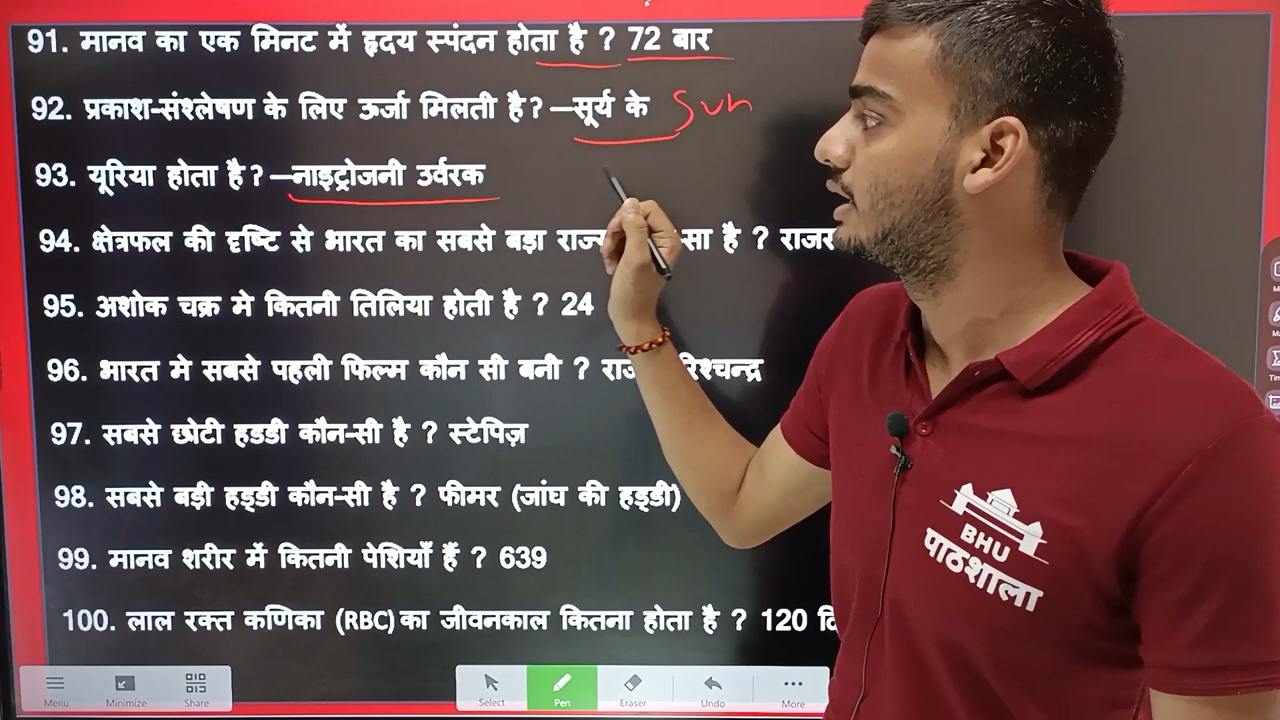 91. मानव का एक मिनट में हृदय स्पंदन होता है ? 72 बार
92. प्रकाश-संश्लेषण के लिए ऊर्जा मिलती है? —सूर्य के Sun
93. यूरिया होता है? —नाइट्रोजनी उर्वरक
94. क्षेत्रफल की दृष्टि से भारत का सबसे बड़ा है ?
95. अशोक चक्र मे कितनी तिलिया होती है ? 24
96. भारत मे सबसे पहली फिल्म कौन सी बनी ?
97. सबसे छोटी हडडी कौन-सी है ? स्टेपिज़
98. सबसे बड़ी हड्डी कौन-सी है ? फीमर (जांघ की हड्डी)
99. मानव शरीर में कितनी पेशियाँ हैं ? 639
100. लाल रक्त कणिका (RBC) का जीवनकाल कितना होता है ? 120
BHU
पाठशाला
Menu Minimize Share Select Pen Eraser Undo More